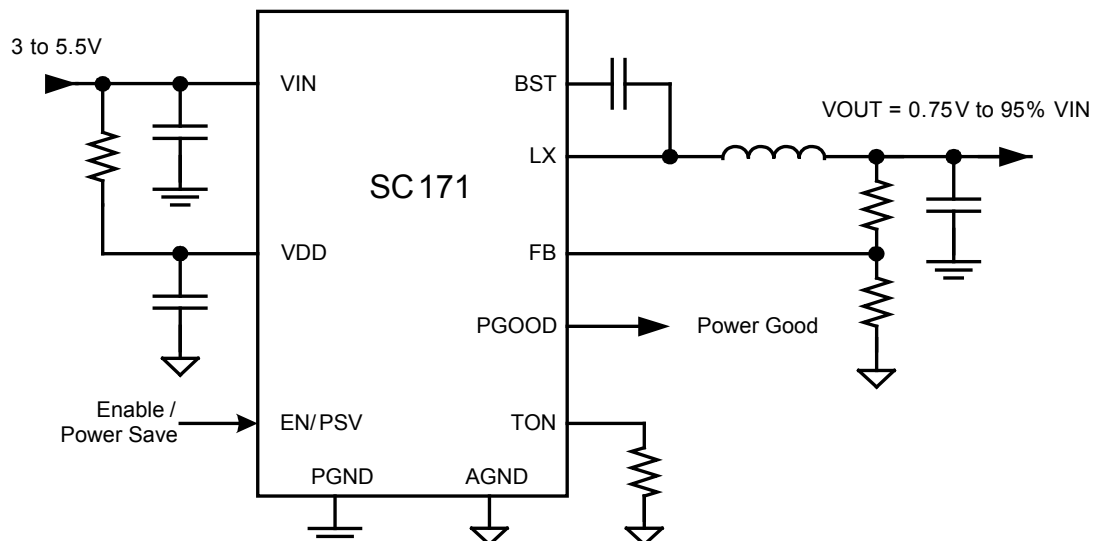 3 to 5.5V
VIN
BST
VOUT = 0.75V to 95% VIN
LX
SC171
VDD
FB
PGOOD
Power Good
Enable /
Power Save
EN/PSV
TON
PGND
AGND